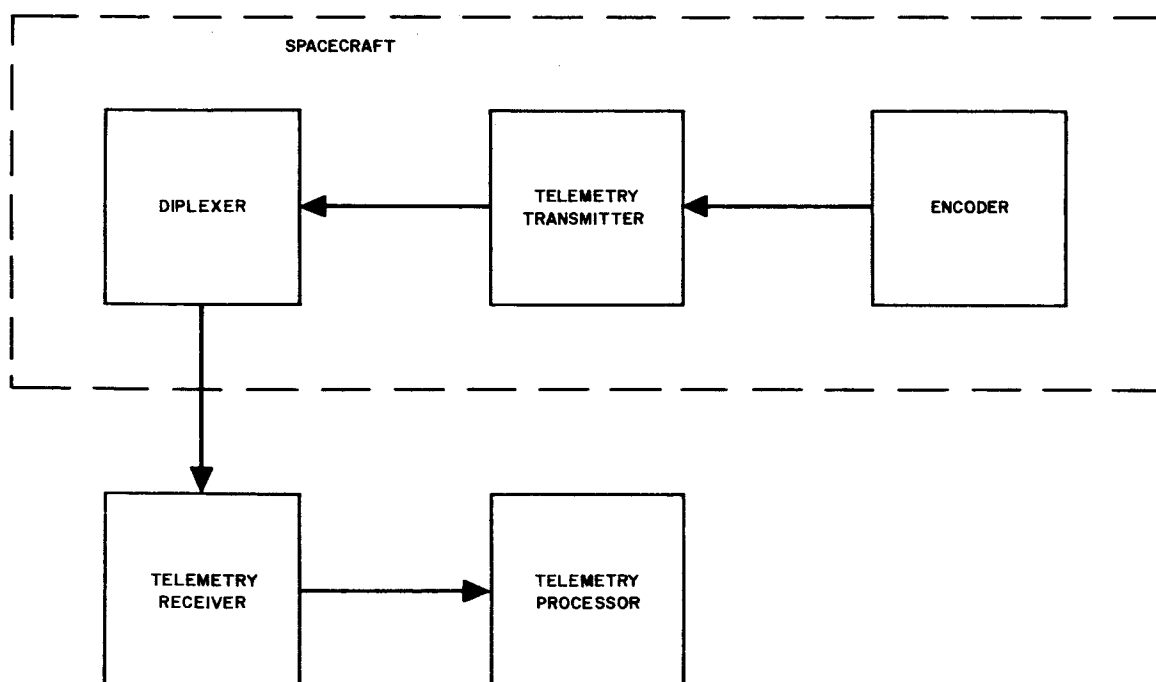 SPACECRAFT
DIPLEXER
TELEMETRY
TRANSMITTER
ENCODER
TELEMETRY
RECEIVER
TELEMETRY
PROCESSOR